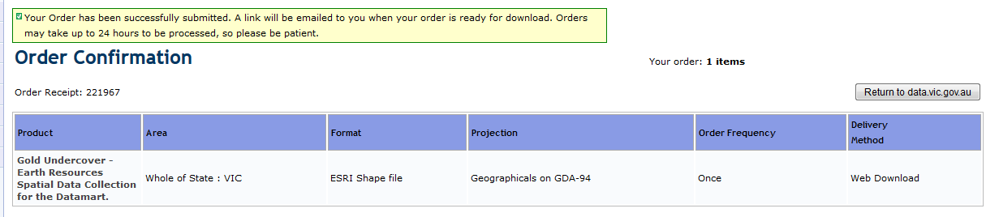 Your Order has been successfully submitted. A link will be emailed to you when your order is ready for download. Orders
may take up to 24 hours to be processed, so please be patient.
Order Confirmation
Your order: 1 items
Order Receipt: 221967
Return to data.vic.gov.au
Product Area Format Projection Order Frequency Delivery
Method
Gold Undercover -
Earth Resources
Spatial Data Collection
for the Datamart.
Whole of State : VIC ESRI Shape file Geographicals on GDA-94 Once Web Download